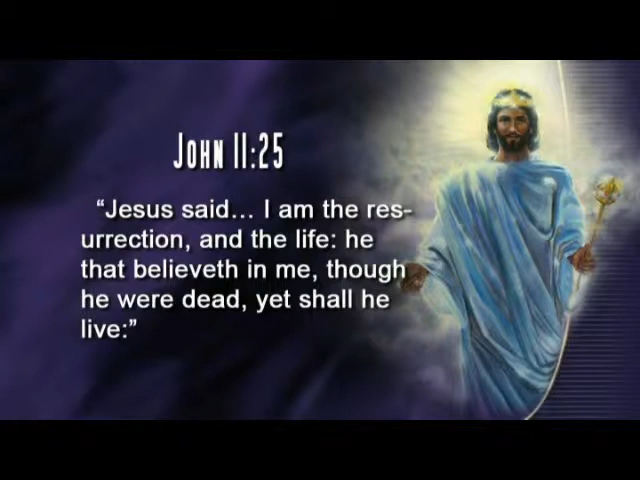 John 11:25
“Jesus said... I am the res-
urrection, and the life: he
that believeth in me, though
he were dead, yet shall he
live:”